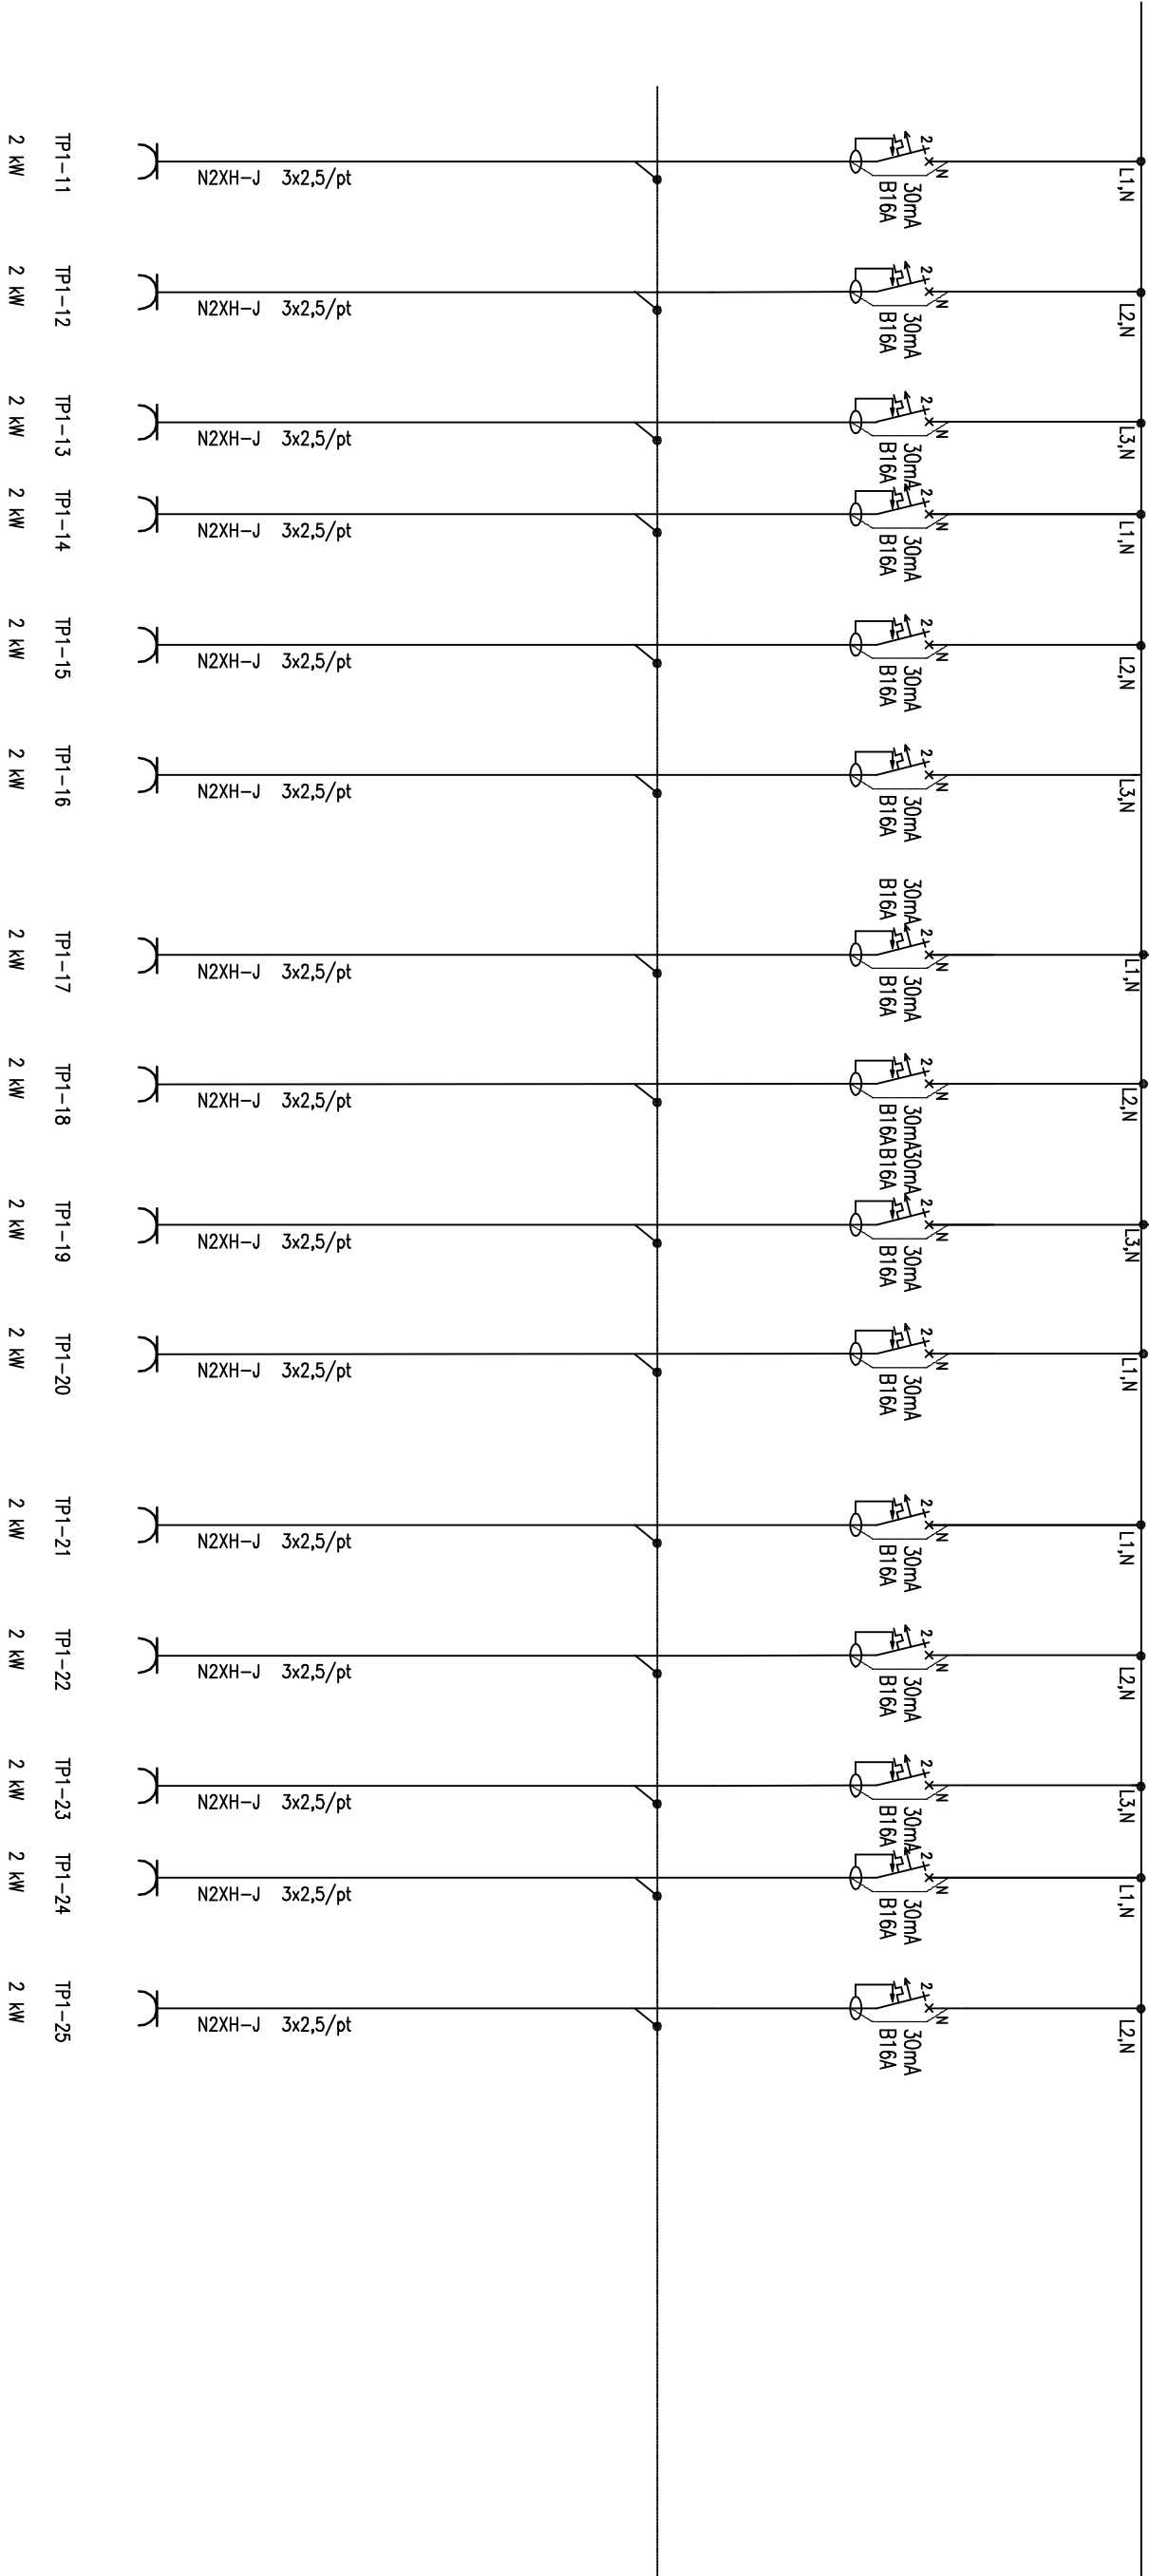 TP1-11
2 kW
N2XH-J 3x2,5/pt
2
N
30mA
B16A
L1,N
TP1-12
2 kW
N2XH-J 3x2,5/pt
2
N
30mA
B16A
L2,N
TP1-13
2 kW
N2XH-J 3x2,5/pt
2
N
30mA
B16A
L3,N
TP1-14
2 kW
N2XH-J 3x2,5/pt
2
N
30mA
B16A
L1,N
TP1-15
2 kW
N2XH-J 3x2,5/pt
2
N
30mA
B16A
L2,N
TP1-16
2 kW
N2XH-J 3x2,5/pt
2
N
30mA
B16A
L3,N
30mA
B16A
TP1-17
2 kW
N2XH-J 3x2,5/pt
2
N
30mA
B16A
L1,N
TP1-18
2 kW
N2XH-J 3x2,5/pt
2
N
30mA30mA
B16AB16A
L2,N
TP1-19
2 kW
N2XH-J 3x2,5/pt
2
N
30mA
B16A
L3,N
TP1-20
2 kW
N2XH-J 3x2,5/pt
2
N
30mA
B16A
L1,N
TP1-21
2 kW
N2XH-J 3x2,5/pt
2
N
30mA
B16A
L1,N
TP1-22
2 kW
N2XH-J 3x2,5/pt
2
N
30mA
B16A
L2,N
TP1-23
2 kW
N2XH-J 3x2,5/pt
2
N
30mA
B16A
L3,N
TP1-24
2 kW
N2XH-J 3x2,5/pt
2
N
30mA
B16A
L1,N
TP1-25
2 kW
N2XH-J 3x2,5/pt
2
N
30mA
B16A
L2,N